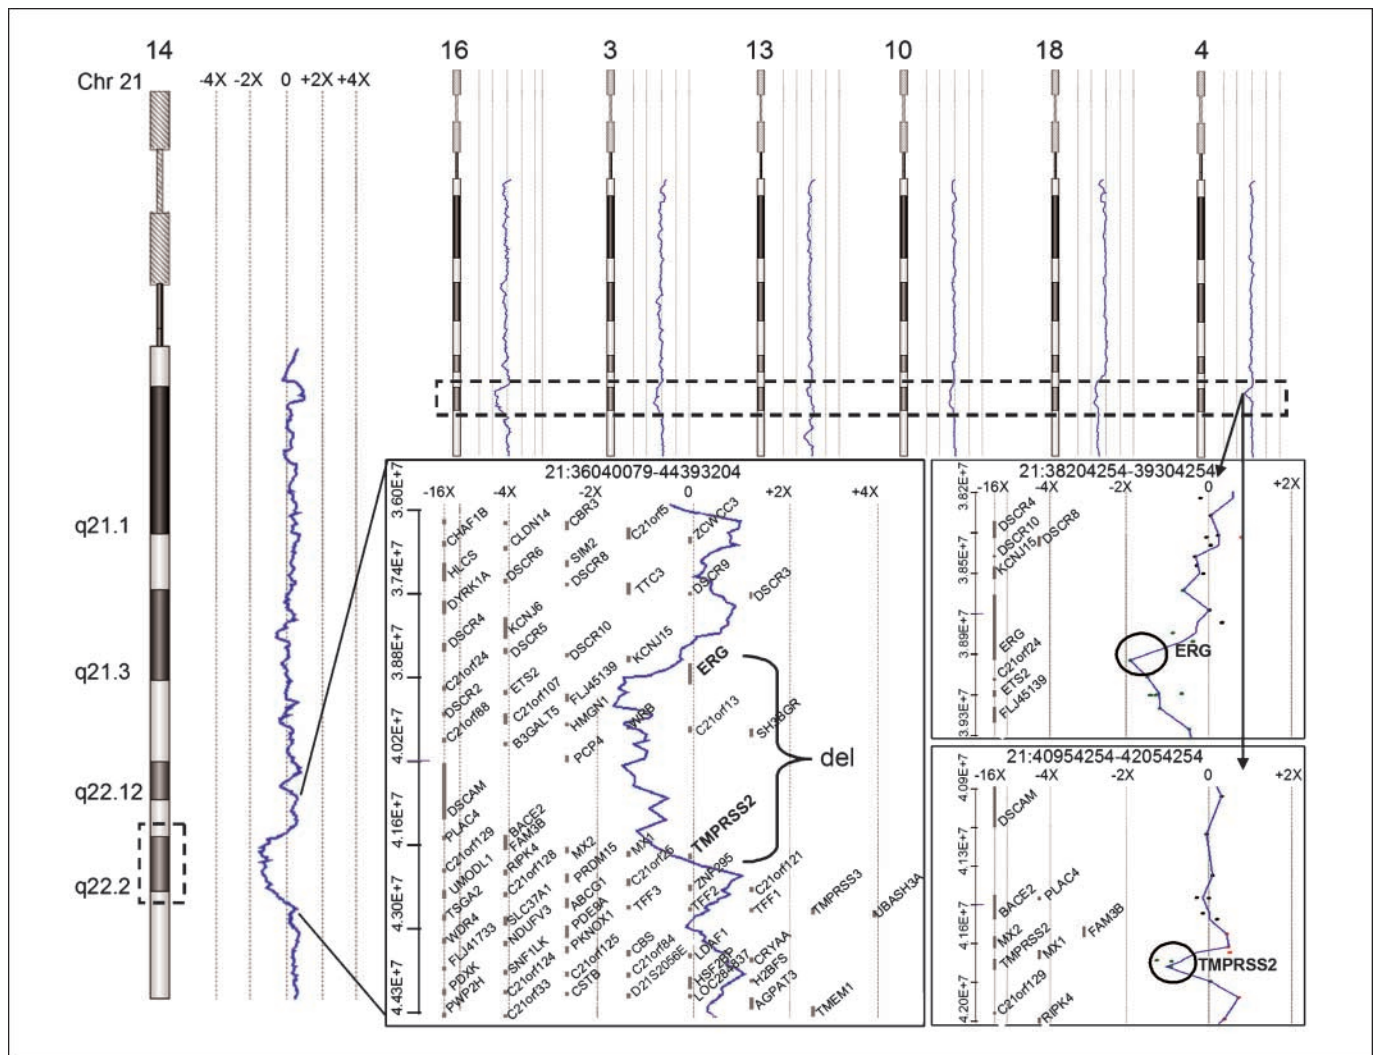 14 16 3 13 10 18 4
Chr 21
-4X -2X 0 +2X +4X
q21.1
q21.3
q22.12
q22.2
21:36040079-44393204
-16X -4X -2X 0 +2X +4X
3.60E+7
3.74E+7
3.88E+7
4.02E+7
4.16E+7
4.30E+7
4.43E+7
CHAF1B CLDN14 CBR3 C21orf5 ZCWCC3
HLCS DSCR6 SIM2
DSCR8 TTC3 DSCR9 DSCR3
DYRK1A KCNJ6
DSCR4 DSCR5 DSCR10 KCNJ15 ERG
C21orf24 ETS2 FLJ45139
DSCR2 C21orf107 HMGN1 C21orf13 SH3BGR
C21orf88 B3GALT5 PCP4
del
DSCAM
PLAC4 BACE2 TMPRSS2
C21orf129 FAM3B MX2 MX1
UMODL1 RIPK4 PRDM15 C21orf25 ZNF295 C21orf121
TSGA2 C21orf128 ABCG1 TFF3 TFF2 TFF1 TMPRSS3 UBASH3A
WDR4 SLC37A1 PDE9A
FLJ41733 NDUFV3 PKNOX1 CBS LDAF1 CRYAA
PDXK SNF1LK C21orf125 C21orf84 HSF2BP H2BFS
PWP2H C21orf124 CSTB D21S2056E LOC284837 AGPAT3
C21orf33 TMEM1
21:38204254-39304254
-16X -4X -2X 0 +2X
3.82E+7
3.85E+7
3.89E+7
3.93E+7
DSCR4
DSCR10 DSCR8
KCNJ15
ERG ERG
C21orf24
ETS2
FLJ45139
21:40954254-42054254
-16X -4X -2X 0 +2X
4.09E+7
4.13E+7
4.16E+7
4.20E+7
DSCAM
BACE2 PLAC4
MX2 FAM3B
TMPRSS2 MX1 TMPRSS2
C21orf129
RIPK4